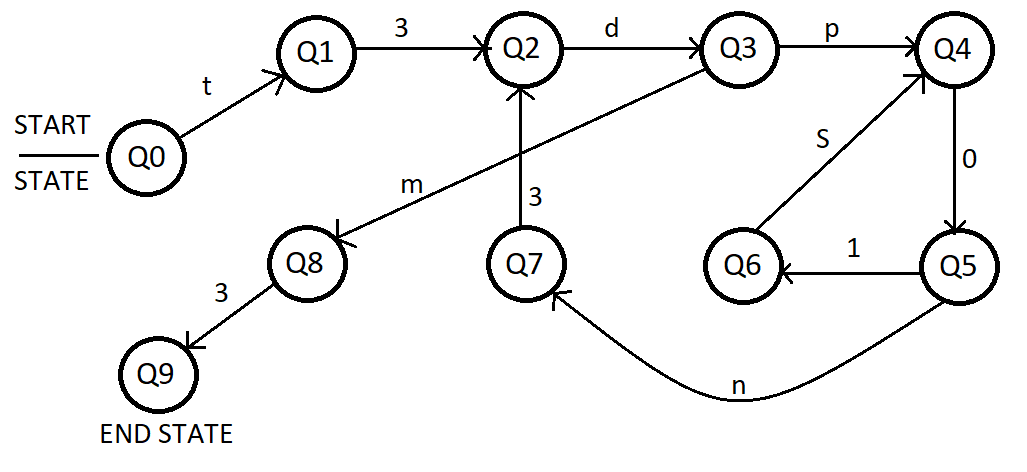 Q1
3
Q2
d
Q3
p
Q4
t
START
STATE
Q0
m
3
S
0
Q8
Q7
Q6
1
Q5
3
Q9
n
END STATE